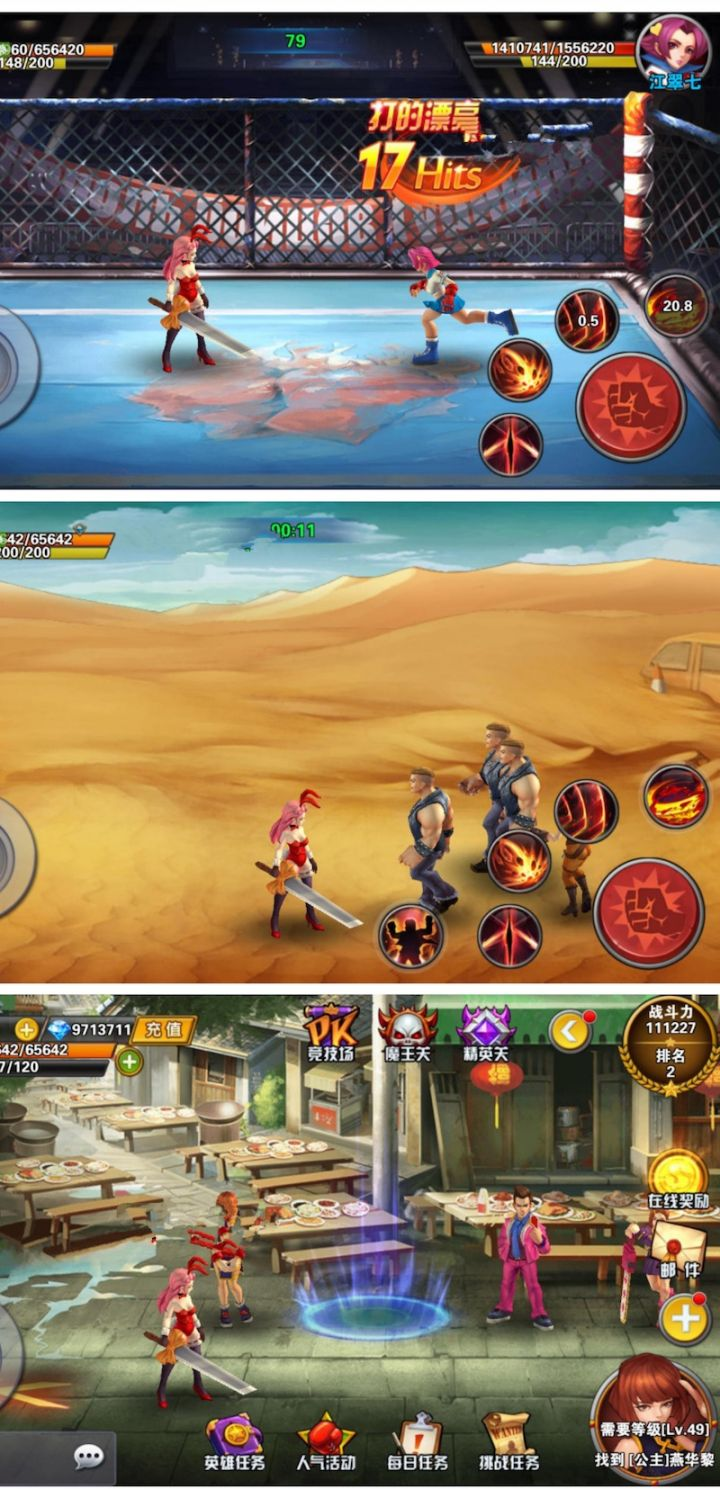 60/656420
148/200
79
1410741/1556220
144/200
江翠七
打的漂亮
17 Hits
0.5
20.8
42/65642
200/200
00:11
9713711
充值
642/65642
7/120
PK
竞技场
魔王关
精英关
战斗力
111227
排名
2
福
在线奖励
邮件
WANTED
英雄任务
人气活动
每日任务
挑战任务
需要等级[Lv.49]
找到 [公主]燕华黎